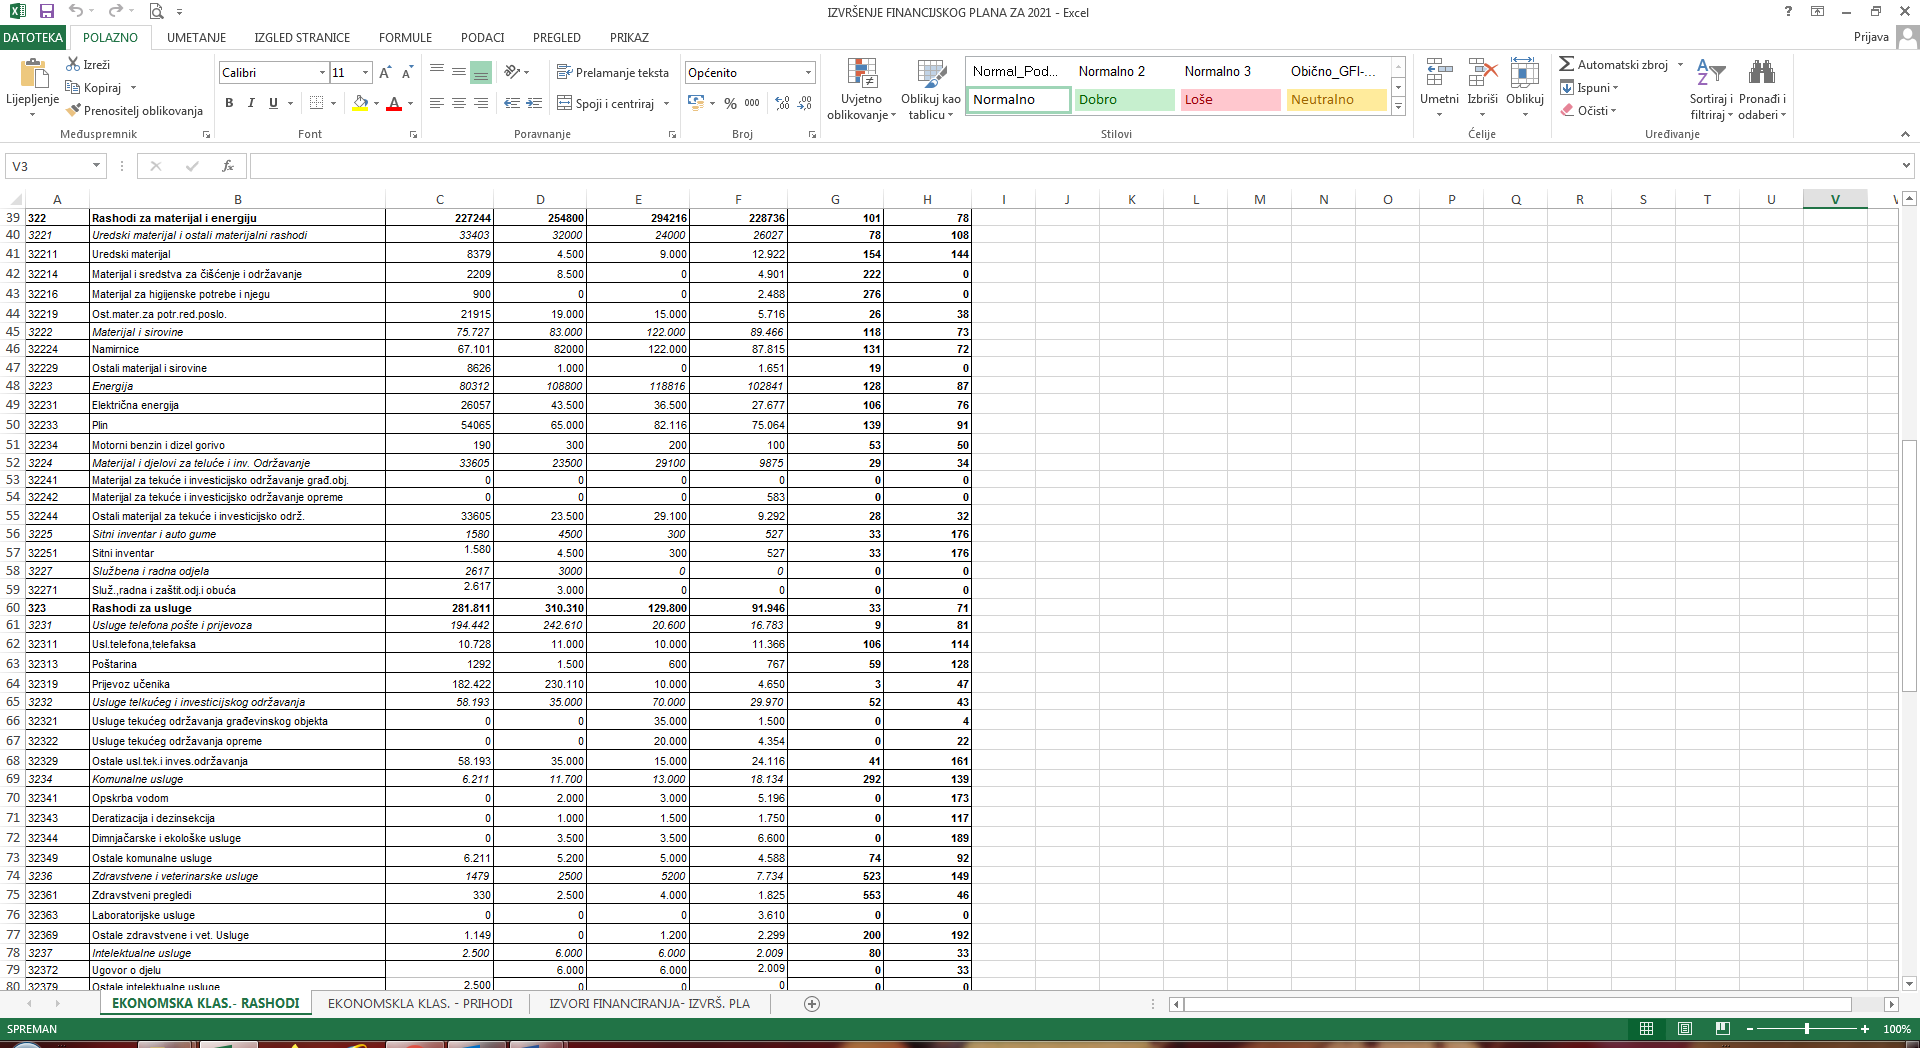 IZVRŠENJE FINANCIJSKOG PLANA ZA 2021 - Excel
DATOTEKA POLAZNO UMETANJE IZGLED STRANICE FORMULE PODACI PREGLED PRIKAZ Prijava
Lijepljenje
Izreži
Kopiraj
Prenositelj oblikovanja
Međuspremnik
Calibri 11
B I U
Font
Prelamanje teksta
Spoji i centriraj
Poravnanje
Općenito
% 000
Broj
Uvjetno oblikovanje
Oblikuj kao tablicu
Normal_Pod... Normalno 2 Normalno 3 Obično_GFI-...
Normalno Dobro Loše Neutralno
Stilovi
Umetni Izbriši Oblikuj
Ćelije
Automatski zbroj
Ispuni
Očisti
Sortiraj i filtriraj
Pronađi i odaberi
Uređivanje
V3 fx
A B C D E F G H I J K L M N O P Q R S T U V
39 322 Rashodi za materijal i energiju 227244 254800 294216 228736 101 78
40 3221 Uredski materijal i ostali materijalni rashodi 33403 32000 24000 26027 78 108
41 32211 Uredski materijal 8379 4.500 9.000 12.922 154 144
42 32214 Materijal i sredstva za čišćenje i održavanje 2209 8.500 0 4.901 222 0
43 32216 Materijal za higijenske potrebe i njegu 900 0 0 2.488 276 0
44 32219 Ost.mater.za potr.red.poslo. 21915 19.000 15.000 5.716 26 38
45 3222 Materijal i sirovine 75.727 83.000 122.000 89.466 118 73
46 32224 Namirnice 67.101 82000 122.000 87.815 131 72
47 32229 Ostali materijal i sirovine 8626 1.000 0 1.651 19 0
48 3223 Energija 80312 108800 118816 102841 128 87
49 32231 Električna energija 26057 43.500 36.500 27.677 106 76
50 32233 Plin 54065 65.000 82.116 75.064 139 91
51 32234 Motorni benzin i dizel gorivo 190 300 200 100 53 50
52 3224 Materijal i djelovi za teluće i inv. Održavanje 33605 23500 29100 9875 29 34
53 32241 Materijal za tekuće i investicijsko održavanje grad.obj. 0 0 0 0 0 0
54 32242 Materijal za tekuće i investicijsko održavanje opreme 0 0 0 583 0 0
55 32244 Ostali materijal za tekuće i investicijsko održ. 33605 23.500 29.100 9.292 28 32
56 3225 Sitni inventar i auto gume 1580 4500 300 527 33 176
57 32251 Sitni inventar 1.580 4.500 300 527 33 176
58 3227 Službena i radna odjela 2617 3000 0 0 0 0
59 32271 Služ.,radna i zaštit.odj.i obuća 2.617 3.000 0 0 0 0
60 323 Rashodi za usluge 281.811 310.310 129.800 91.946 33 71
61 3231 Usluge telefona pošte i prijevoza 194.442 242.610 20.600 16.783 9 81
62 32311 Usl.telefona,telefaksa 10.728 11.000 10.000 11.366 106 114
63 32313 Poštarina 1292 1.500 600 767 59 128
64 32319 Prijevoz učenika 182.422 230.110 10.000 4.650 3 47
65 3232 Usluge telkućeg i investicijskog održavanja 58.193 35.000 70.000 29.970 52 43
66 32321 Usluge tekućeg održavanja građevinskog objekta 0 0 35.000 1.500 0 4
67 32322 Usluge tekućeg održavanja opreme 0 0 20.000 4.354 0 22
68 32329 Ostale usl.tek.i inves.održavanja 58.193 35.000 15.000 24.116 41 161
69 3234 Komunalne usluge 6.211 11.700 13.000 18.134 292 139
70 32341 Opskrba vodom 0 2.000 3.000 5.196 0 173
71 32343 Deratizacija i dezinsekcija 0 1.000 1.500 1.750 0 117
72 32344 Dimnjačarske i ekološke usluge 0 3.500 3.500 6.600 0 189
73 32349 Ostale komunalne usluge 6.211 5.200 5.000 4.588 74 92
74 3236 Zdravstvene i veterinarske usluge 1479 2500 5200 7.734 523 149
75 32361 Zdravstveni pregledi 330 2.500 4.000 1.825 553 46
76 32363 Laboratorijske usluge 0 0 0 3.610 0 0
77 32369 Ostale zdravstvene i vet. Usluge 1.149 0 1.200 2.299 200 192
78 3237 Intelektualne usluge 2.500 6.000 6.000 2.009 80 33
79 32372 Ugovor o djelu 6.000 6.000 2.009 0 33
80 32379 Ostale intelektualne usluge 2.500 0 0 0 0 0
EKONOMSKA KLAS.- RASHODI EKONOMSKLA KLAS. - PRIHODI IZVORI FINANCIRANJA- IZVRŠ. PLA
SPREMAN 100%